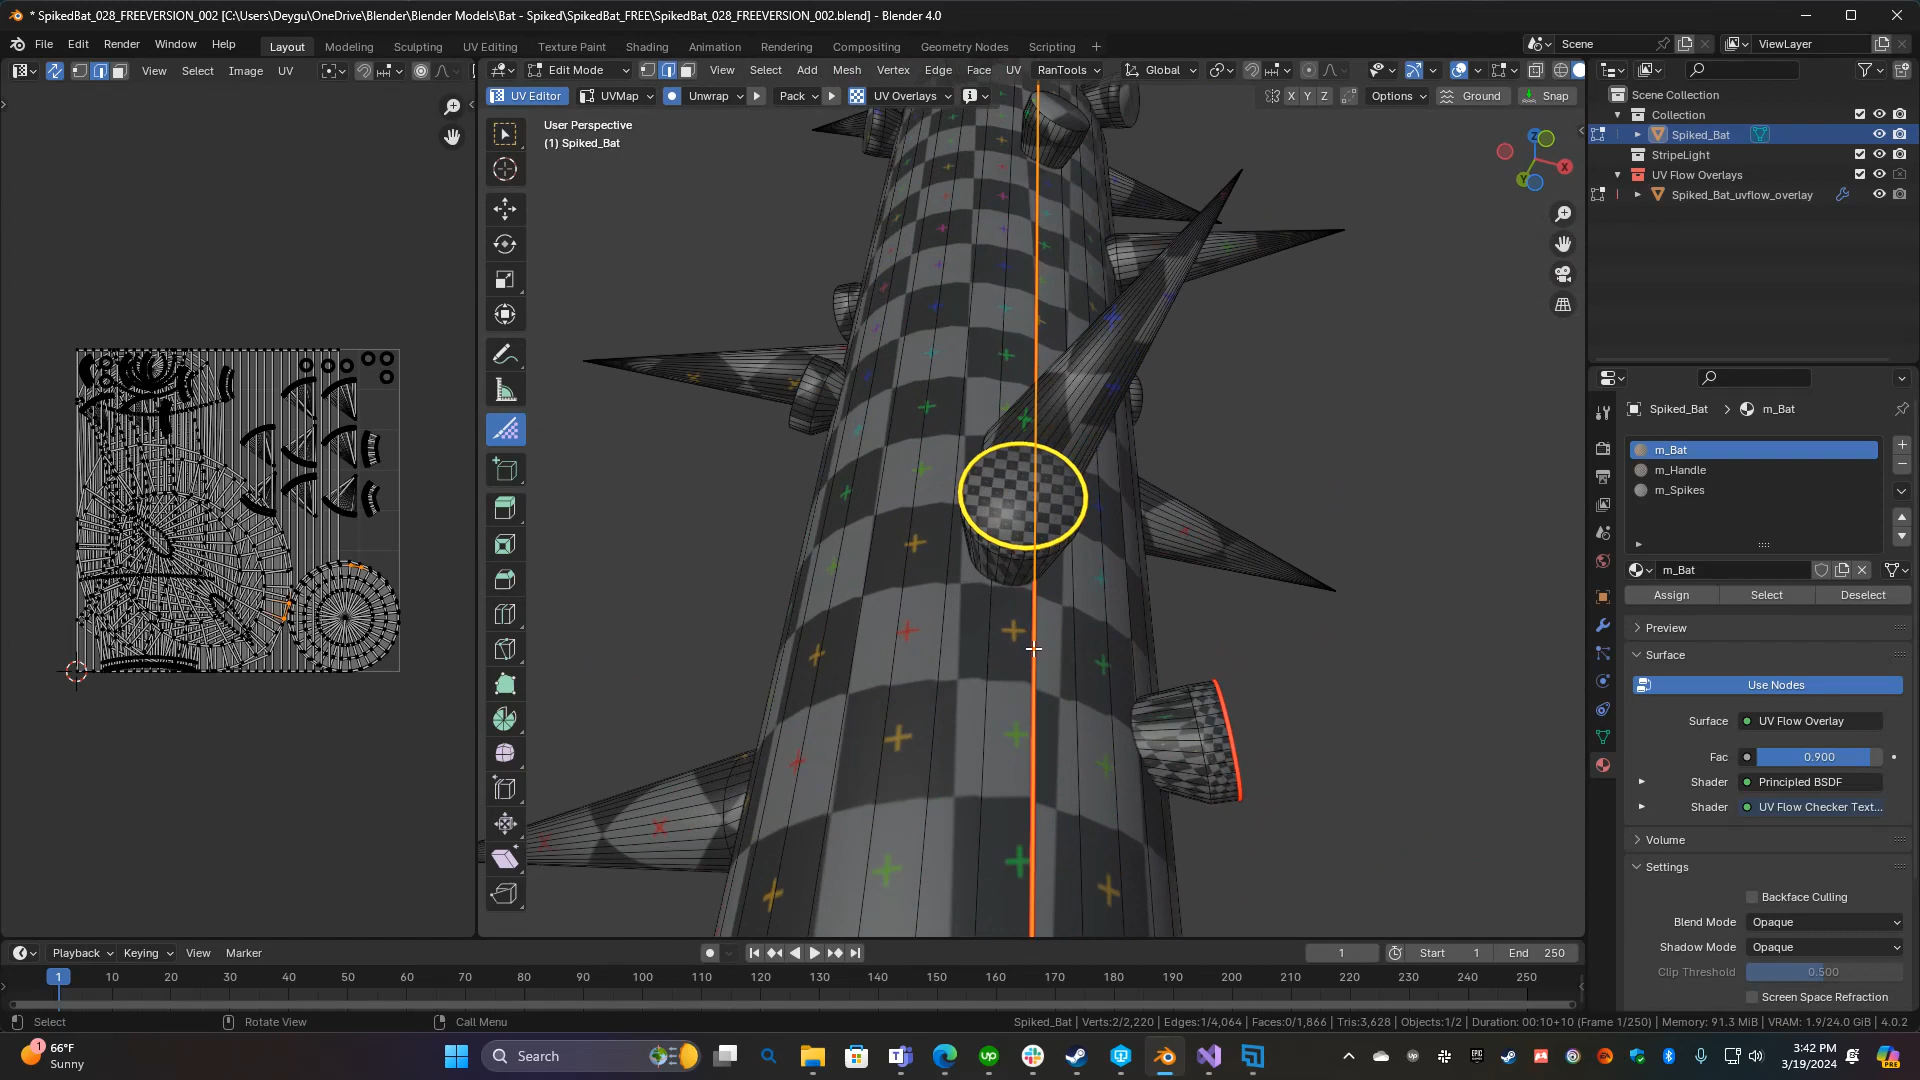 * SpikedBat_028_FREEVERSION_002 [C:\Users\Deygu\OneDrive\Blender\Blender Models\Bat - Spiked\SpikedBat_FREE\SpikedBat_028_FREEVERSION_002.blend] - Blender 4.0
File Edit Render Window Help Layout Modeling Sculpting UV Editing Texture Paint Shading Animation Rendering Compositing Geometry Nodes Scripting + Scene ViewLayer
View Select Image UV Edit Mode View Select Add Mesh Vertex Edge Face UV RanTools Global
UV Editor UVMap Unwrap Pack UV Overlays X Y Z Options Ground Snap
User Perspective
(1) Spiked_Bat
Scene Collection
Collection
Spiked_Bat
StripeLight
UV Flow Overlays
Spiked_Bat_uvflow_overlay
Z
X
Y
Spiked_Bat > m_Bat
m_Bat
m_Handle
m_Spikes
m_Bat
Assign Select Deselect
Preview
Surface
Use Nodes
Surface UV Flow Overlay
Fac 0.900
Shader Principled BSDF
Shader UV Flow Checker Text...
Volume
Settings
Backface Culling
Blend Mode Opaque
Shadow Mode Opaque
Clip Threshold 0.500
Screen Space Refraction
Playback Keying View Marker 1 Start 1 End 250
1 10 20 30 40 50 60 70 80 90 100 110 120 130 140 150 160 170 180 190 200 210 220 230 240 250
Select Rotate View Call Menu Spiked_Bat | Verts:2/2,220 | Edges:1/4,064 | Faces:0/1,866 | Tris:3,628 | Objects:1/2 | Duration: 00:10+10 (Frame 1/250) | Memory: 91.3 MiB | VRAM: 1.9/24.0 GiB | 4.0.2
1 66°F
Sunny
Search
up
3:42 PM
3/19/2024
PRE